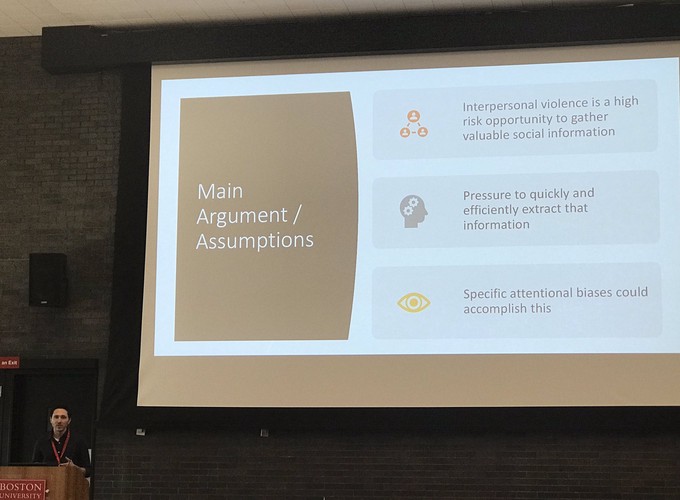 Main
Argument /
Assumptions
Interpersonal violence is a high
risk opportunity to gather
valuable social information
Pressure to quickly and
efficiently extract that
information
Specific attentional biases could
accomplish this
an Exit
BOSTON
UNIVERSITY